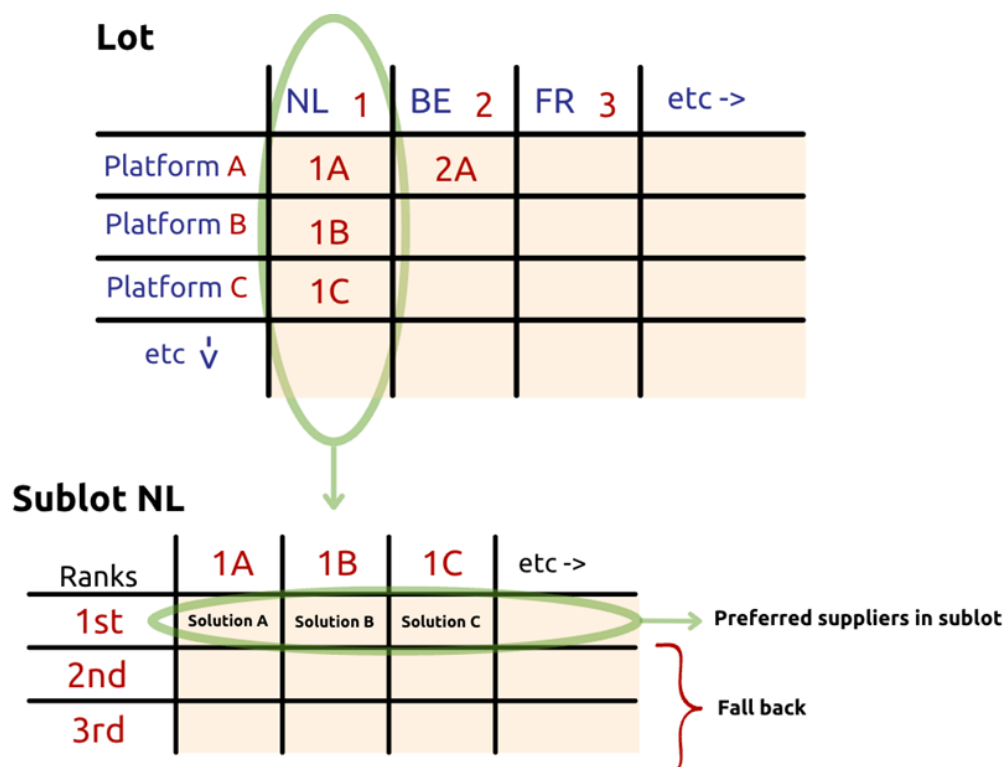 Lot
NL 1 BE 2 FR 3 etc ->
Platform A 1A 2A
Platform B 1B
Platform C 1C
etc
Sublot NL
Ranks 1A 1B 1C etc ->
1st Solution A Solution B Solution C Preferred suppliers in sublot
2nd
Fall back
3rd